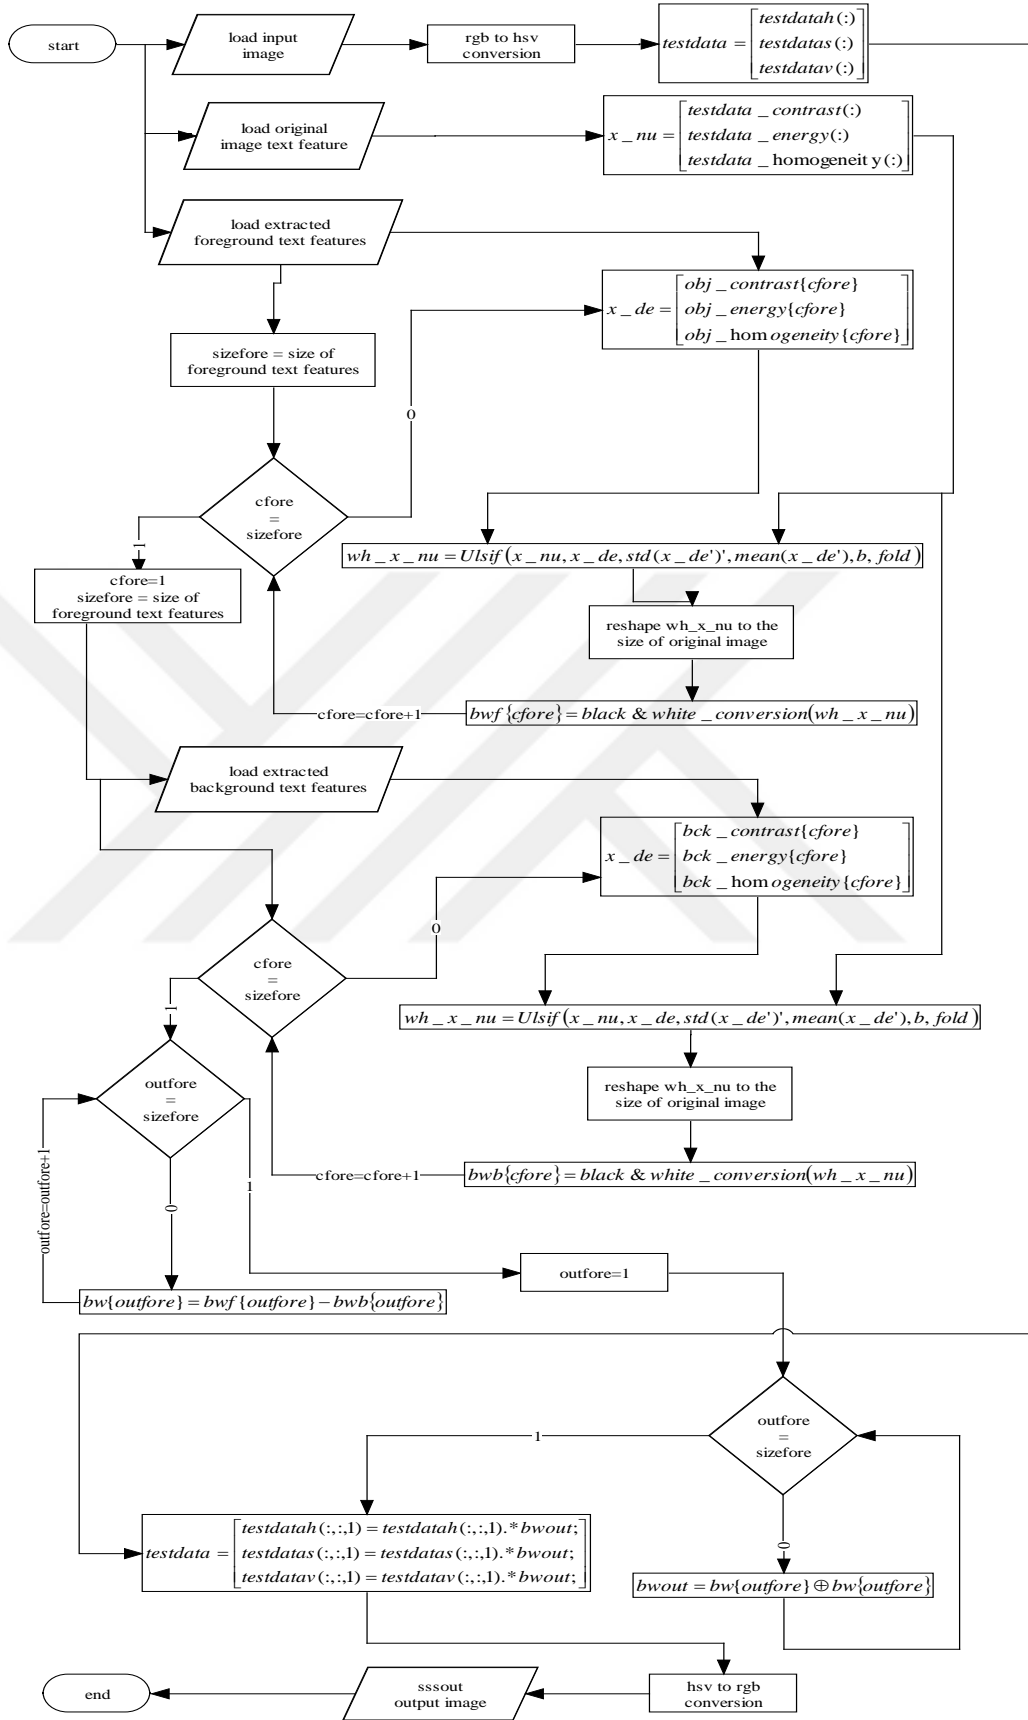 start
load input
image
rgb to hsv
conversion
testdata = [testdatah(:)
testdatas(:)
testdatav(:)]
load original
image text feature
x_nu = [testdata_contrast(:)
testdata_energy(:)
testdata_homogeneity(:)]
load extracted
foreground text features
x_de = [obj_contrast{cfore}
obj_energy{cfore}
obj_homogeneity{cfore}]
sizefore = size of
foreground text features
0
cfore
=
sizefore
1
wh_x_nu = Ulsif(x_nu, x_de, std(x_de')', mean(x_de'), b, fold)
cfore=1
sizefore = size of
foreground text features
reshape wh_x_nu to the
size of original image
cfore=cfore+1
bwf{cfore} = black & white_conversion(wh_x_nu)
load extracted
background text features
x_de = [bck_contrast{cfore}
bck_energy{cfore}
bck_homogeneity{cfore}]
0
cfore
=
sizefore
1
wh_x_nu = Ulsif(x_nu, x_de, std(x_de')', mean(x_de'), b, fold)
outfore
=
sizefore
reshape wh_x_nu to the
size of original image
cfore=cfore+1
bwb{cfore} = black & white_conversion(wh_x_nu)
outfore=outfore+1
1
0
outfore=1
bw{outfore} = bwf{outfore} - bwb{outfore}
outfore
=
sizefore
1
0
testdata = [testdatah(:,:,1) = testdatah(:,:,1).*bwout;
testdatas(:,:,1) = testdatas(:,:,1).*bwout;
testdatav(:,:,1) = testdatav(:,:,1).*bwout;]
bwout = bw{outfore} ⊕ bw{outfore}
end
sssout
output image
hsv to rgb
conversion